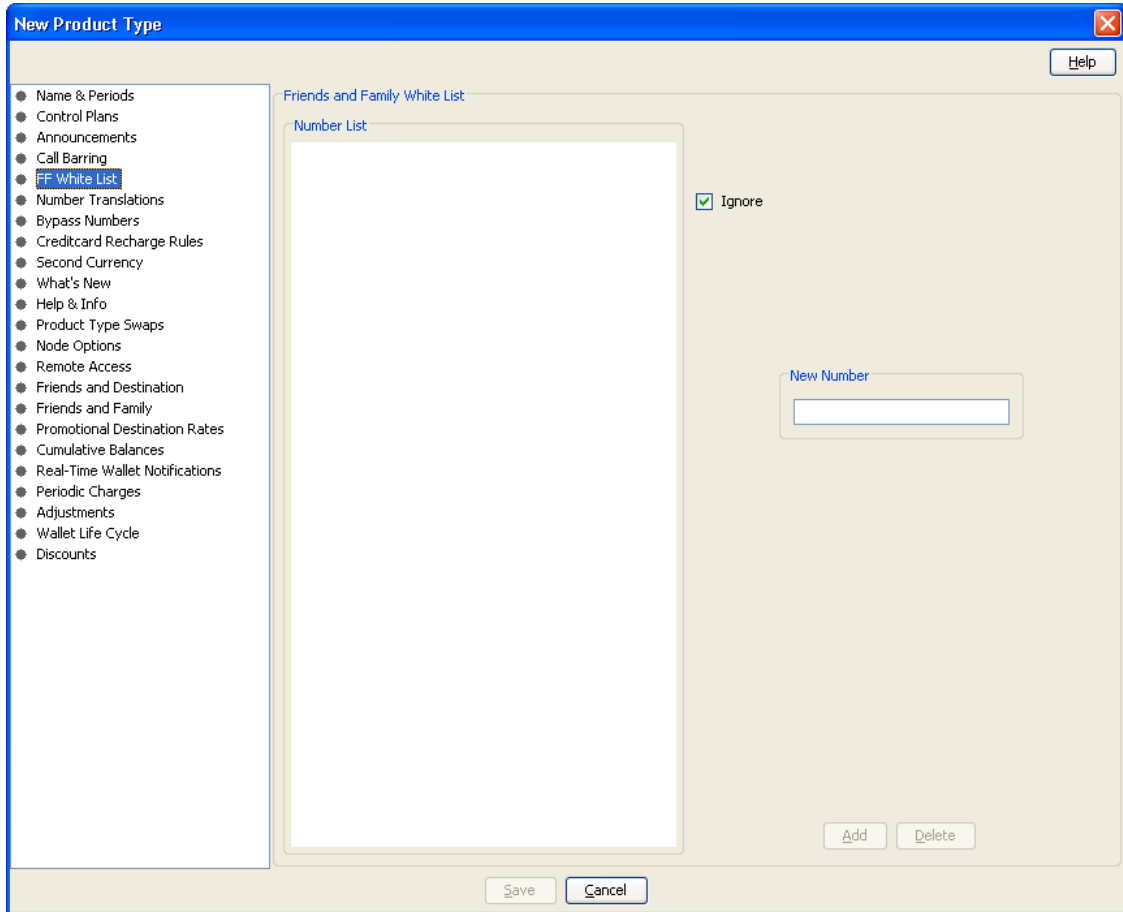 New Product Type
Help
Name & Periods
Control Plans
Announcements
Call Barring
FF White List
Number Translations
Bypass Numbers
Creditcard Recharge Rules
Second Currency
What's New
Help & Info
Product Type Swaps
Node Options
Remote Access
Friends and Destination
Friends and Family
Promotional Destination Rates
Cumulative Balances
Real-Time Wallet Notifications
Periodic Charges
Adjustments
Wallet Life Cycle
Discounts
Friends and Family White List
Number List
Ignore
New Number
Add Delete
Save Cancel